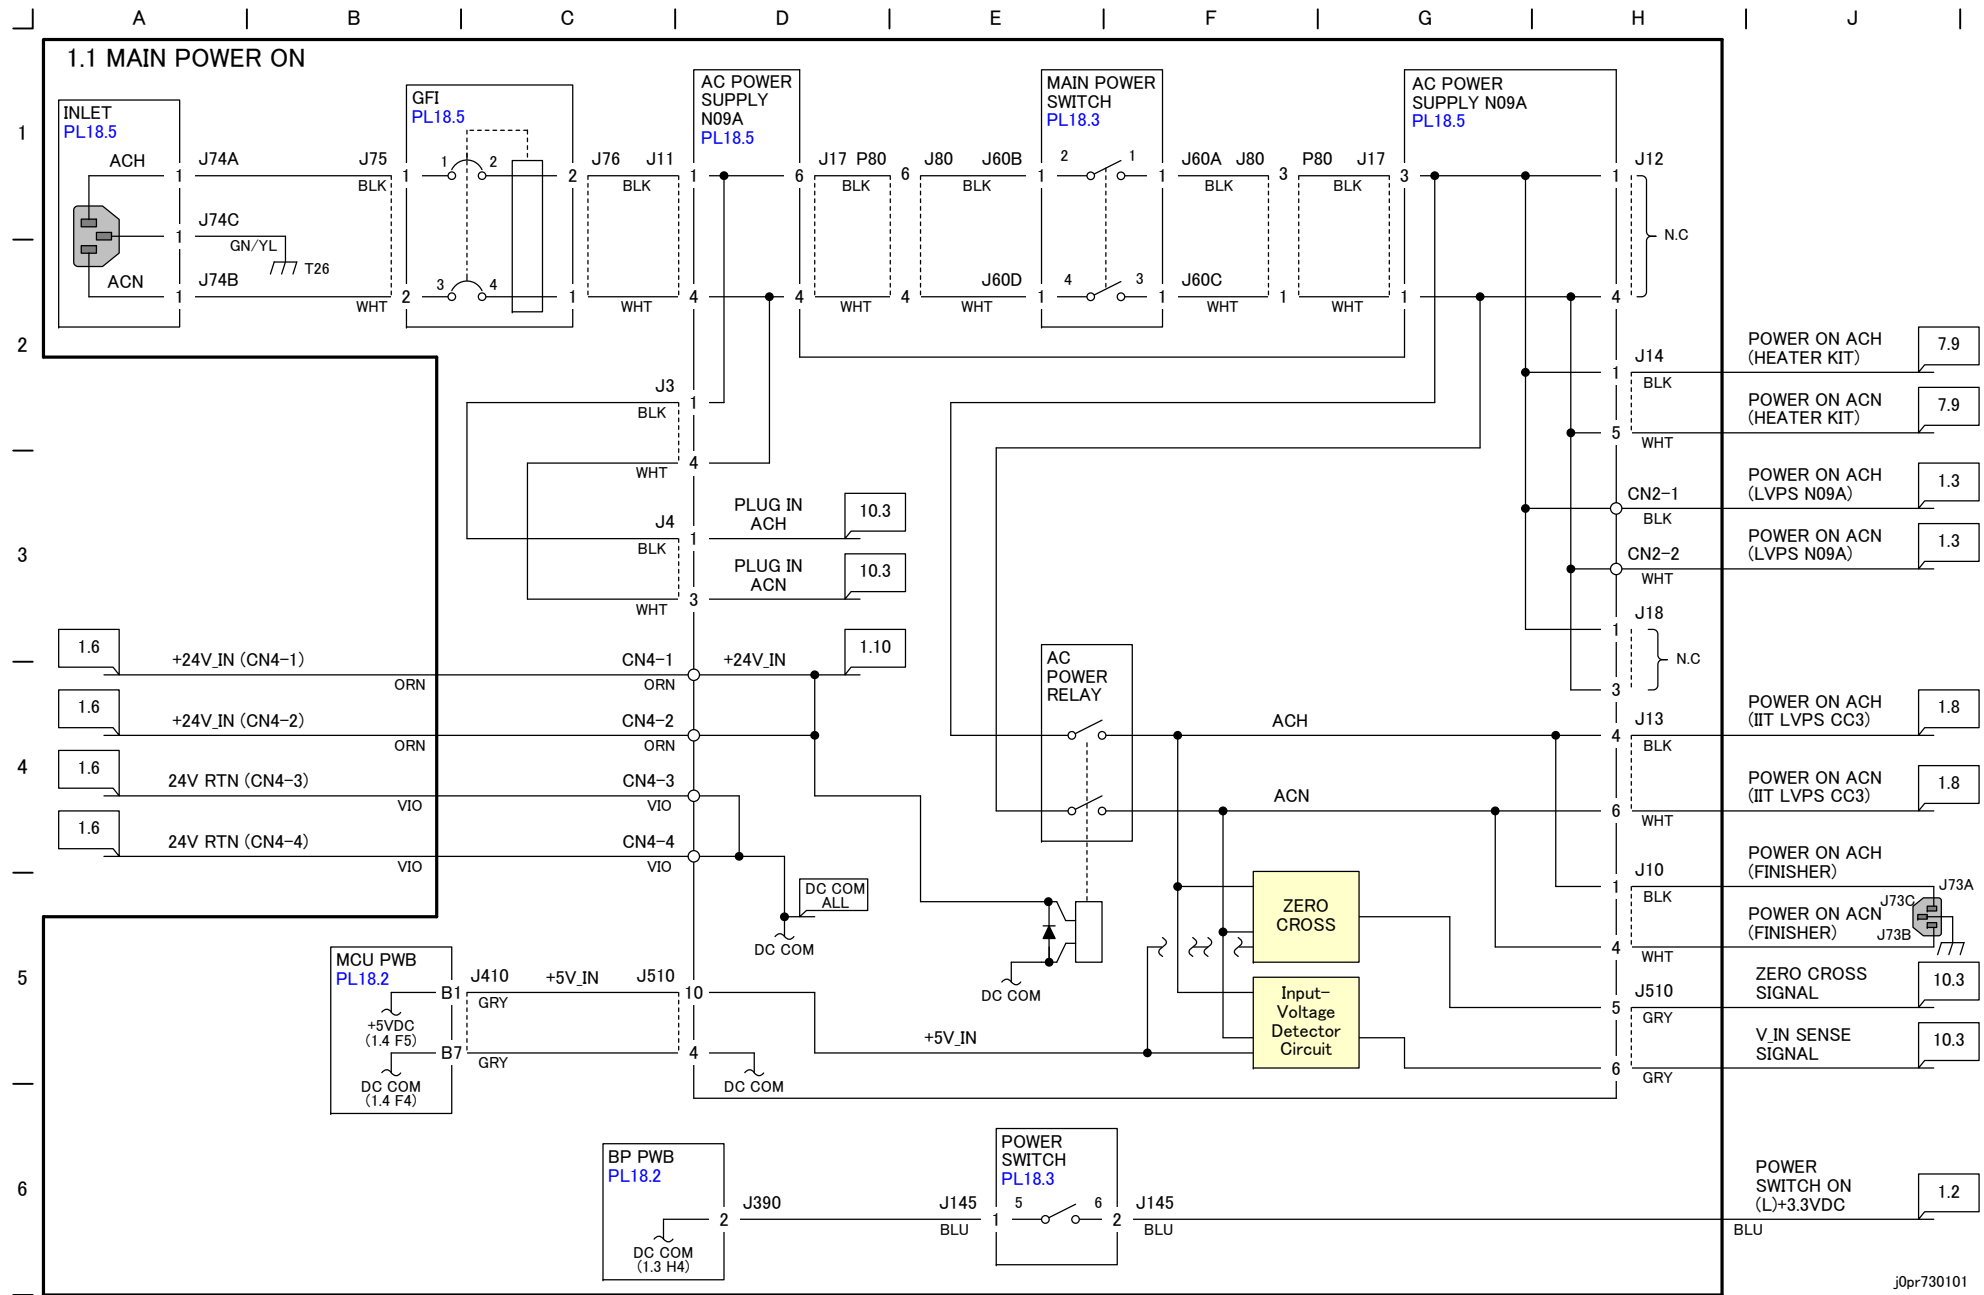 A B C D E F G H J
1.1 MAIN POWER ON
1
2
3
4
5
6
INLET
PL18.5
ACH
1
J74A
J74C
1
GN/YL
T26
ACN
1
J74B
J75
BLK
1
WHT
2
GFI
PL18.5
1 2
3 4
2
1
J76 J11
BLK
WHT
AC POWER
SUPPLY
N09A
PL18.5
1 6
4 4
J17 P80
BLK
WHT
6
4
J80 J60B
BLK
J60D
WHT
MAIN POWER
SWITCH
PL18.3
1 2 1 1
1 4 3 1
J60A J80
BLK
J60C
WHT
3
1
P80 J17
BLK
WHT
AC POWER
SUPPLY N09A
PL18.5
3
1
1
J12
N.C
4
J14
1
BLK
5
WHT
POWER ON ACH
(HEATER KIT)
7.9
POWER ON ACN
(HEATER KIT)
7.9
J3
BLK
1
WHT
4
J4
BLK
1
WHT
3
PLUG IN
ACH
10.3
PLUG IN
ACN
10.3
CN2-1
BLK
POWER ON ACH
(LVPS N09A)
1.3
CN2-2
WHT
POWER ON ACN
(LVPS N09A)
1.3
J18
1
N.C
3
1.6
+24V_IN (CN4-1)
ORN
CN4-1
ORN
+24V_IN
1.10
1.6
+24V_IN (CN4-2)
ORN
CN4-2
ORN
1.6
24V RTN (CN4-3)
VIO
CN4-3
VIO
1.6
24V RTN (CN4-4)
VIO
CN4-4
VIO
DC COM
ALL
DC COM
AC
POWER
RELAY
ACH
ACN
DC COM
J13
4
BLK
6
WHT
POWER ON ACH
(IIT LVPS CC3)
1.8
POWER ON ACN
(IIT LVPS CC3)
1.8
J10
1
BLK
4
WHT
POWER ON ACH
(FINISHER)
POWER ON ACN
(FINISHER)
J73A
J73C
J73B
ZERO
CROSS
Input-
Voltage
Detector
Circuit
J510
5
GRY
6
GRY
ZERO CROSS
SIGNAL
10.3
V_IN SENSE
SIGNAL
10.3
MCU PWB
PL18.2
B1
+5VDC
(1.4 F5)
B7
DC COM
(1.4 F4)
J410 +5V_IN J510
GRY
GRY
10
4
DC COM
+5V_IN
BP PWB
PL18.2
2
DC COM
(1.3 H4)
J390
J145
BLU
POWER
SWITCH
PL18.3
1 5 6 2
J145
BLU
POWER
SWITCH ON
(L)+3.3VDC
BLU
1.2
j0pr730101